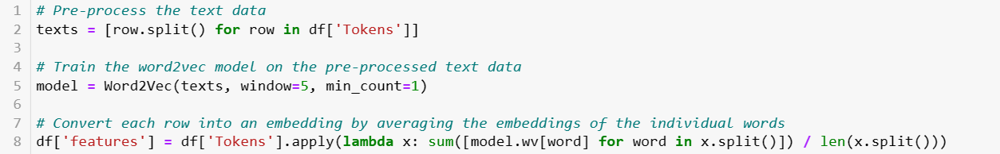 1 # Pre-process the text data
2 texts = [row.split() for row in df['Tokens']]
3
4 # Train the word2vec model on the pre-processed text data
5 model = Word2Vec(texts, window=5, min_count=1)
6
7 # Convert each row into an embedding by averaging the embeddings of the individual words
8 df['features'] = df['Tokens'].apply(lambda x: sum([model.wv[word] for word in x.split()]) / len(x.split()))